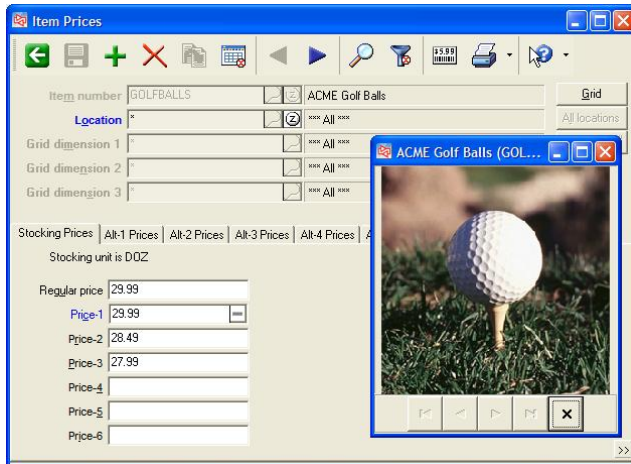 Item Prices
$5.99
Item number GOLFBALLS Z ACME Golf Balls
Grid
Location * Z *** All ***
All locations
Grid dimension 1 * *** All ***
Grid dimension 2 * *** All ***
Grid dimension 3 * *** All ***
ACME Golf Balls (GOL...
Stocking Prices Alt-1 Prices Alt-2 Prices Alt-3 Prices Alt-4 Prices
Stocking unit is DOZ
Regular price 29.99
Price-1 29.99
Price-2 28.49
Price-3 27.99
Price-4
Price-5
Price-6
>>